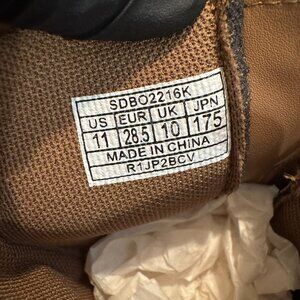 SDBO2216K
US EUR UK JPN
11 28.5 10 175
MADE IN CHINA
R1JP2BCV